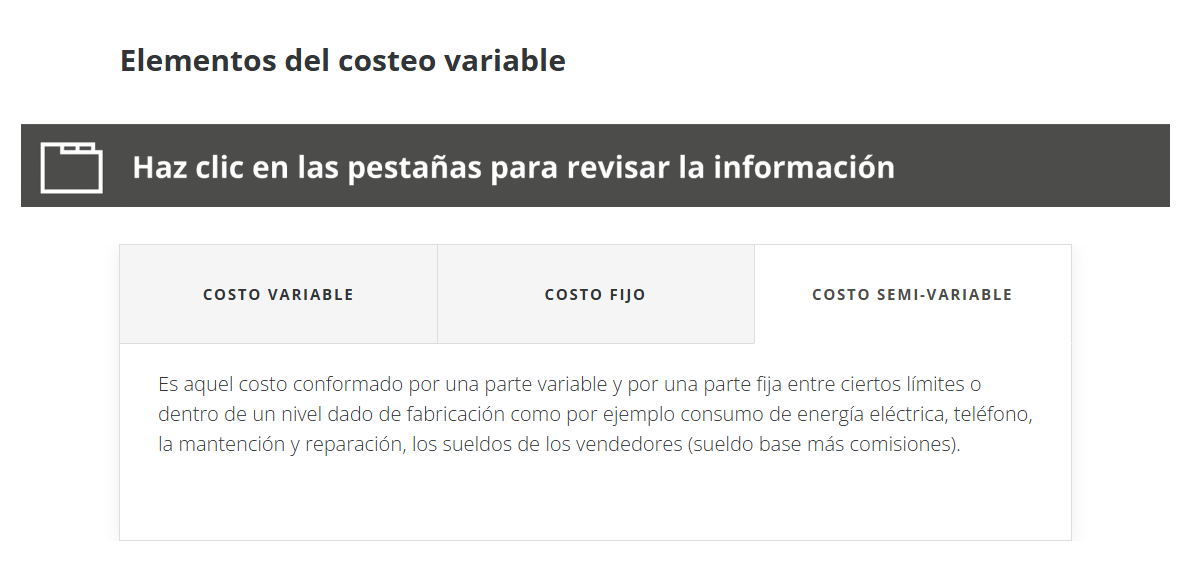 Elementos del costeo variable
Haz clic en las pestañas para revisar la información
COSTO VARIABLE
COSTO FIJO
COSTO SEMI-VARIABLE
Es aquel costo conformado por una parte variable y por una parte fija entre ciertos límites o
dentro de un nivel dado de fabricación como por ejemplo consumo de energía eléctrica, teléfono,
la mantención y reparación, los sueldos de los vendedores (sueldo base más comisiones).